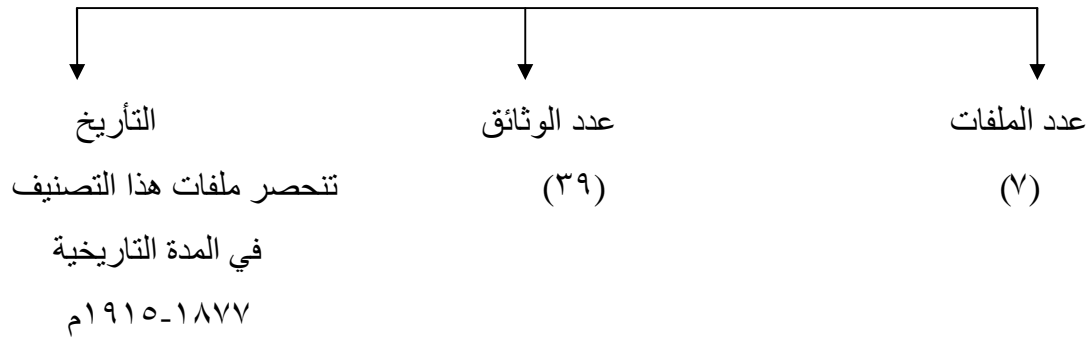 عدد الملفات
(٧)
عدد الوثائق
(٣٩)
التأريخ
تنحصر ملفات هذا التصنيف
في المدة التاريخية
١٨٧٧-١٩١٥م